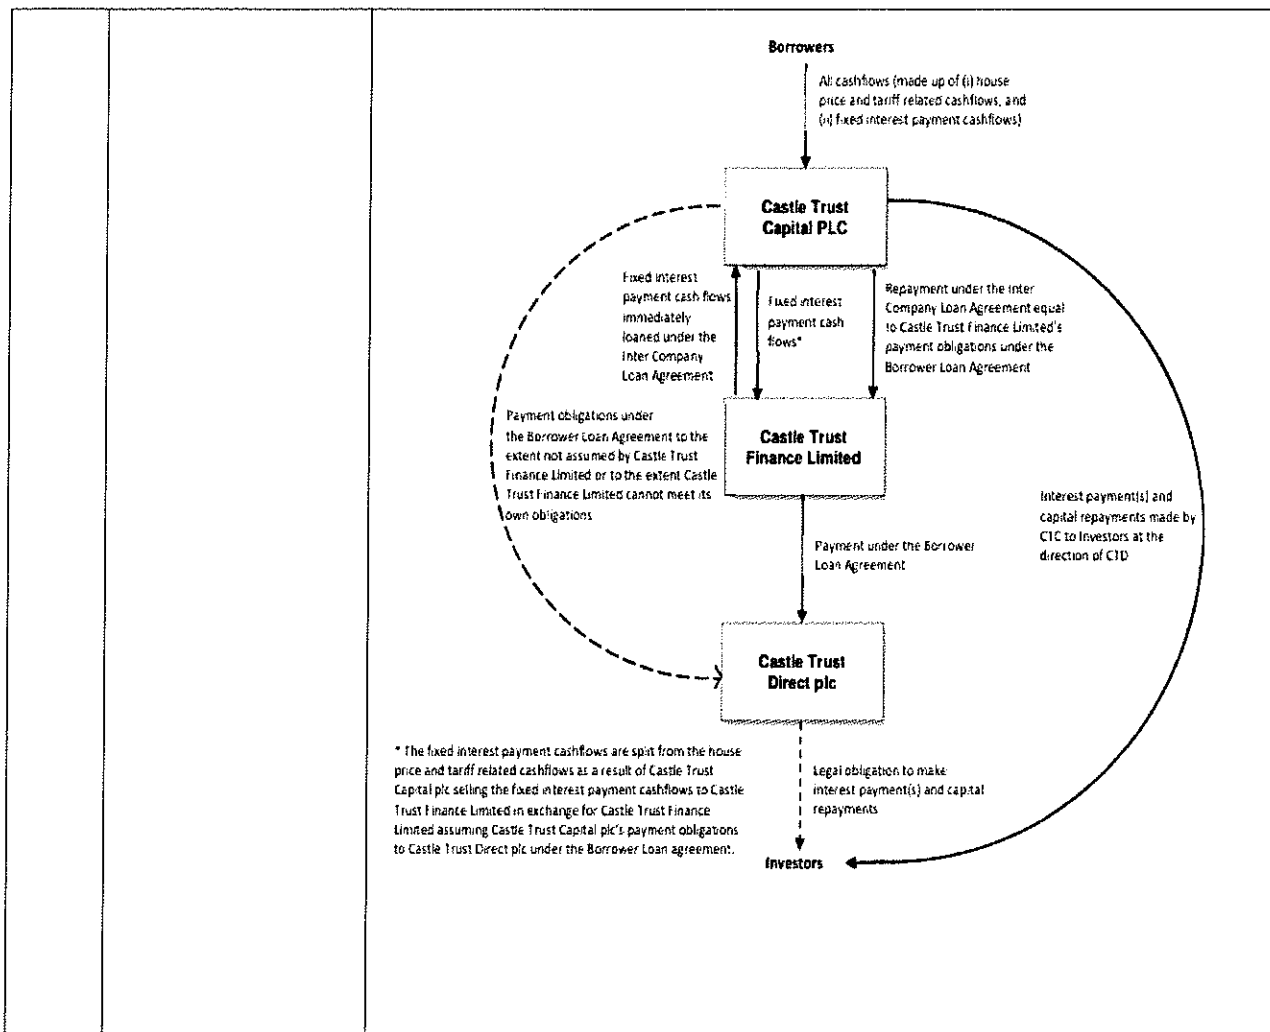 Borrowers
All cashflows (made up of (i) house
price and tariff related cashflows, and
(ii) fixed interest payment cashflows)
Castle Trust
Capital PLC
Fixed interest
payment cash flows
immediately
loaned under the
Inter Company
Loan Agreement
Fixed interest
payment cash
flows*
Repayment under the Inter
Company Loan Agreement equal
to Castle Trust Finance Limited's
payment obligations under the
Borrower Loan Agreement
Payment obligations under
the Borrower Loan Agreement to the
extent not assumed by Castle Trust
Finance Limited or to the extent Castle
Trust Finance Limited cannot meet its
own obligations
Castle Trust
Finance Limited
Interest payment(s) and
capital repayments made by
CTC to Investors at the
direction of CTD
Payment under the Borrower
Loan Agreement
Castle Trust
Direct plc
* The fixed interest payment cashflows are split from the house
price and tariff related cashflows as a result of Castle Trust
Capital plc selling the fixed interest payment cashflows to Castle
Trust Finance Limited in exchange for Castle Trust Finance
Limited assuming Castle Trust Capital plc's payment obligations
to Castle Trust Direct plc under the Borrower Loan agreement.
Legal obligation to make
interest payment(s) and capital
repayments
Investors